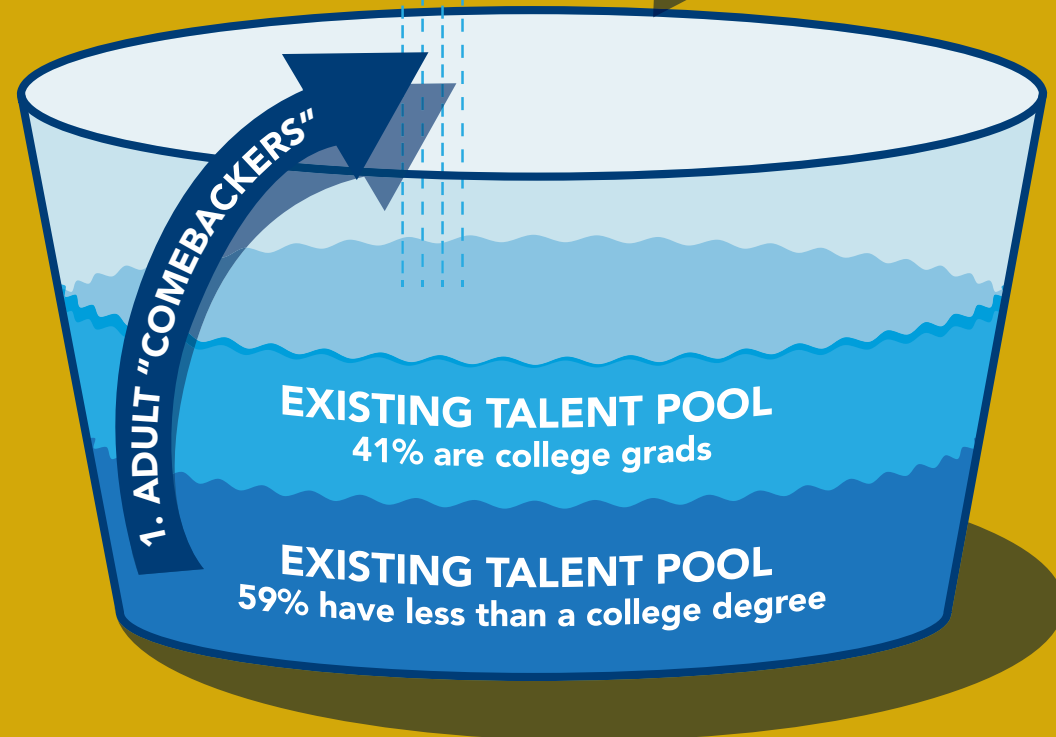 1. ADULT "COMEBACKERS"
EXISTING TALENT POOL
41% are college grads
EXISTING TALENT POOL
59% have less than a college degree